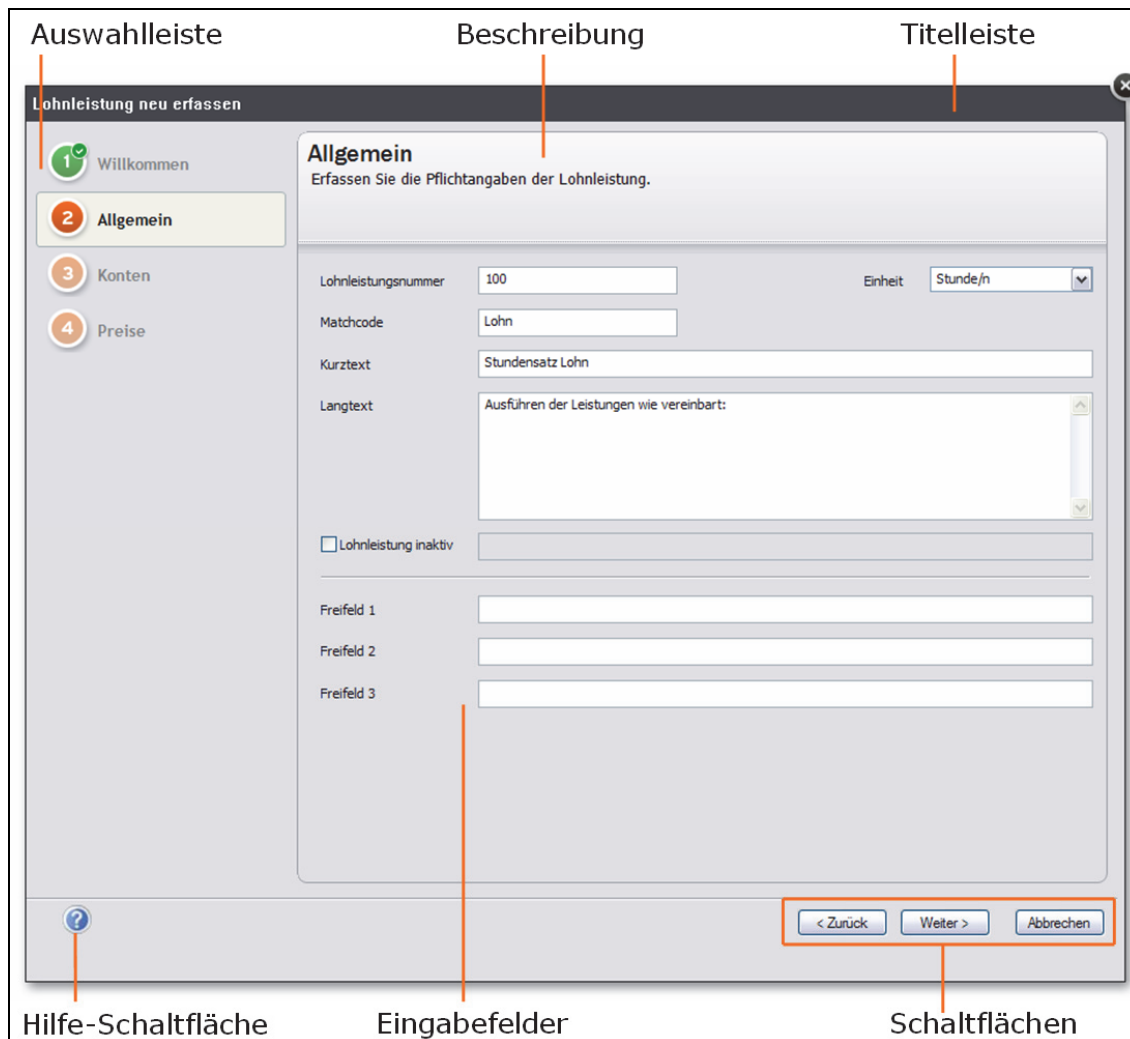 Auswahlleiste Beschreibung Titelleiste
Lohnleistung neu erfassen
1 Willkommen
2 Allgemein
3 Konten
4 Preise
Allgemein
Erfassen Sie die Pflichtangaben der Lohnleistung.
Lohnleistungsnummer 100 Einheit Stunde/n
Matchcode Lohn
Kurztext Stundensatz Lohn
Langtext Ausführen der Leistungen wie vereinbart:
Lohnleistung inaktiv
Freifeld 1
Freifeld 2
Freifeld 3
? < Zurück Weiter > Abbrechen
Hilfe-Schaltfläche Eingabefelder Schaltflächen